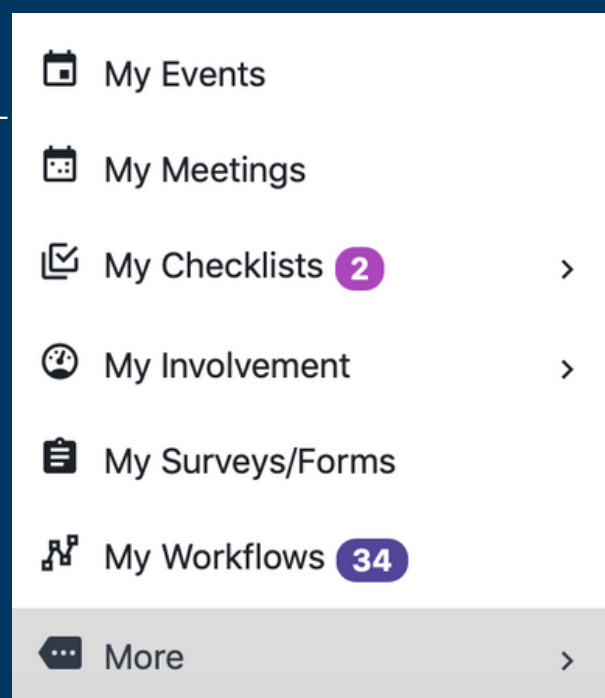 My Events
My Meetings
My Checklists 2
My Involvement
My Surveys/Forms
My Workflows 34
More